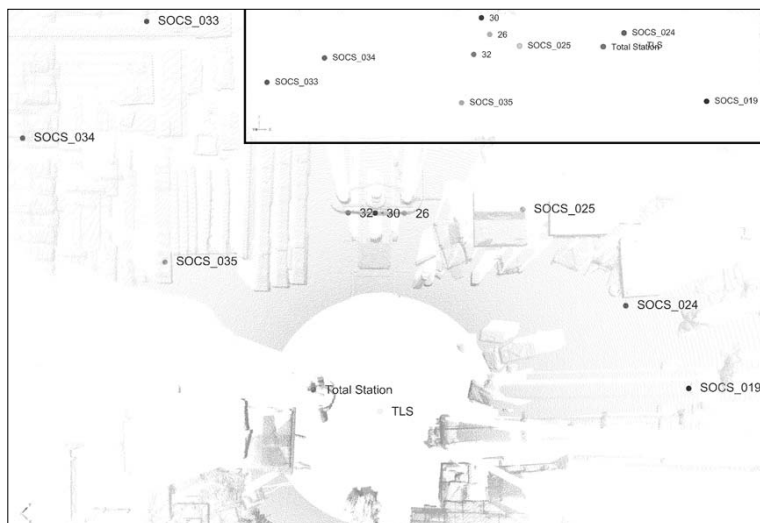 SOCS_033
30
26
SOCS_024
SOCS_025
TLS
Total Station
32
SOCS_034
SOCS_033
SOCS_035
SOCS_019
SOCS_034
32
30
26
SOCS_025
SOCS_035
SOCS_024
Total Station
SOCS_019
TLS